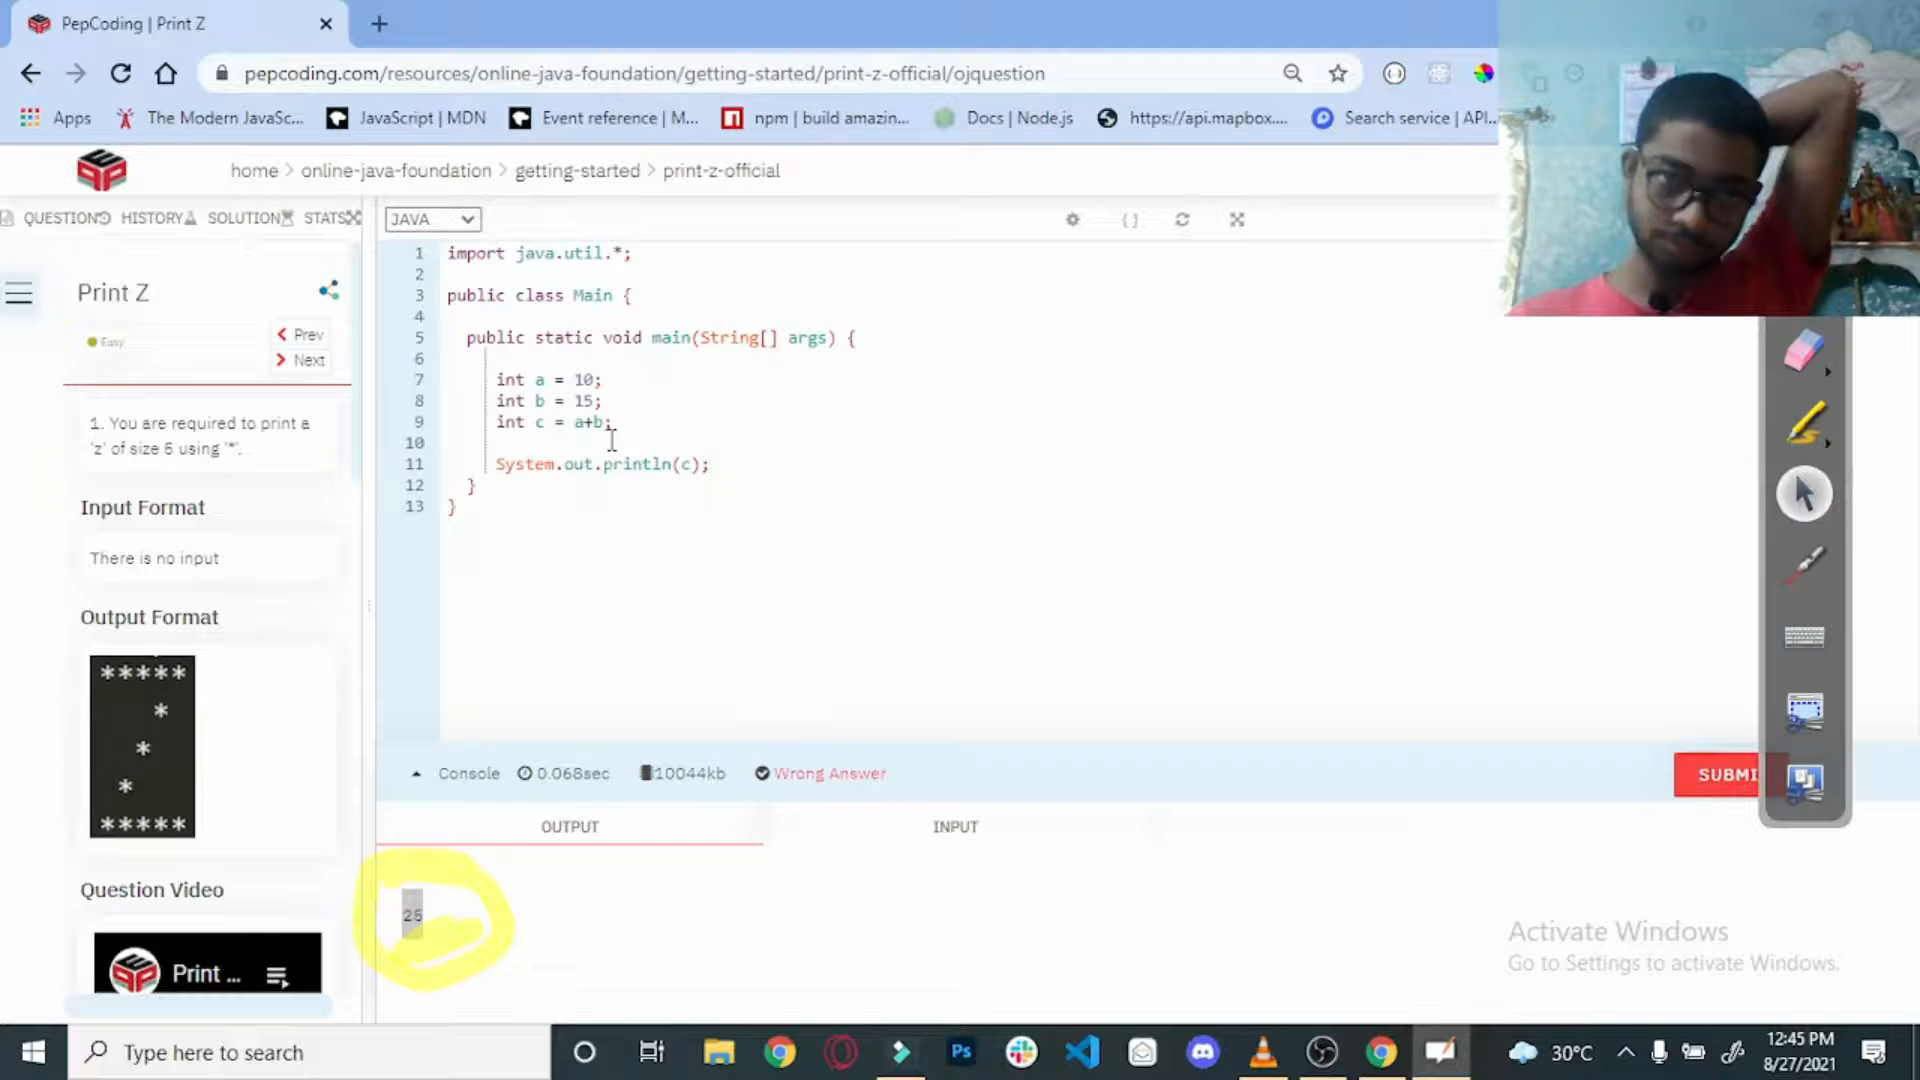 PepCoding | Print Z
pepcoding.com/resources/online-java-foundation/getting-started/print-z-official/ojquestion
Apps
The Modern JavaSc...
JavaScript | MDN
Event reference | M...
npm | build amazin...
Docs | Node.js
https://api.mapbox....
Search service | API...
home > online-java-foundation > getting-started > print-z-official
QUESTION
HISTORY
SOLUTION
STATS
JAVA
Print Z
Easy
Prev
Next
1. You are required to print a
'z' of size 5 using '*'.
Input Format
There is no input
Output Format
*****
*
*
*
*****
Question Video
Print ...
1 import java.util.*;
2
3 public class Main {
4
5 public static void main(String[] args) {
6
7 int a = 10;
8 int b = 15;
9 int c = a+b;
10
11 System.out.println(c);
12 }
13 }
Console
0.068sec
10044kb
Wrong Answer
SUBMI
OUTPUT
INPUT
25
Activate Windows
Go to Settings to activate Windows.
Type here to search
Ps
30°C
12:45 PM
8/27/2021